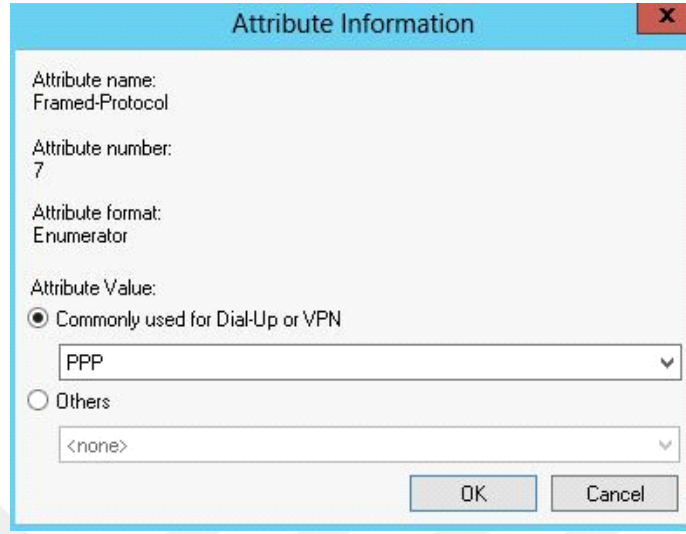 Attribute Information
x
Attribute name:
Framed-Protocol
Attribute number:
7
Attribute format:
Enumerator
Attribute Value:
Commonly used for Dial-Up or VPN
PPP
Others
<none>
OK Cancel